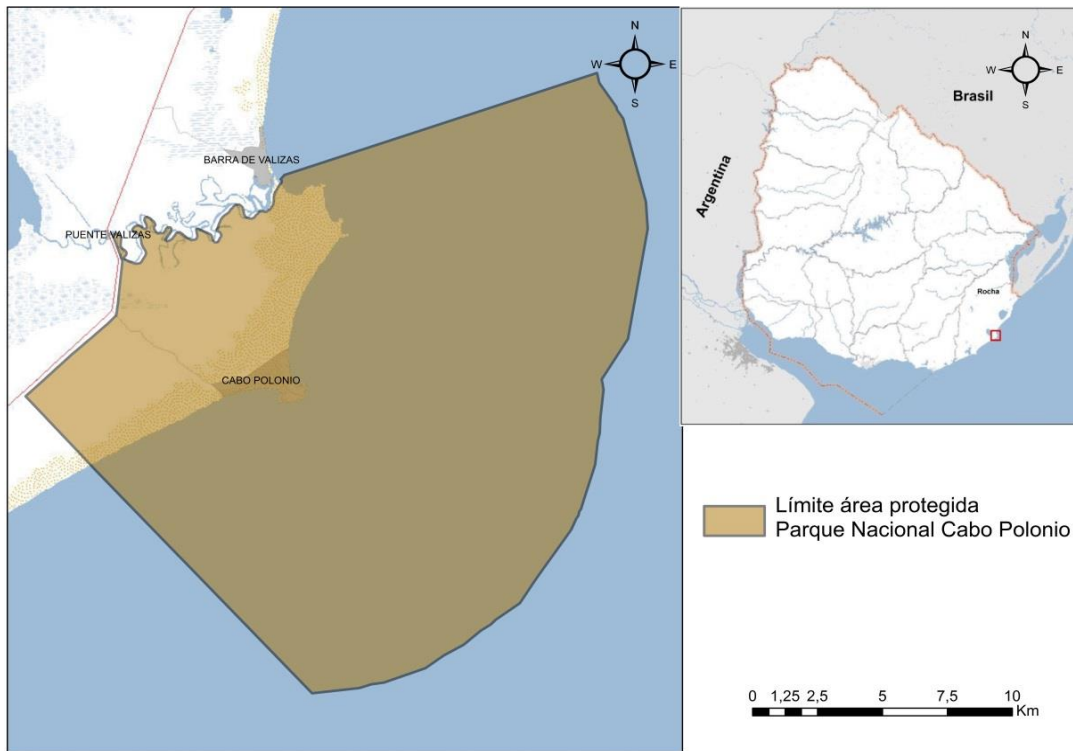 N
W E
S
BARRA DE VALIZAS
PUENTE VALIZAS
CABO POLONIO
N
W E
S
Brasil
Argentina
Rocha
Límite área protegida
Parque Nacional Cabo Polonio
0 1,25 2,5 5 7,5 10
Km